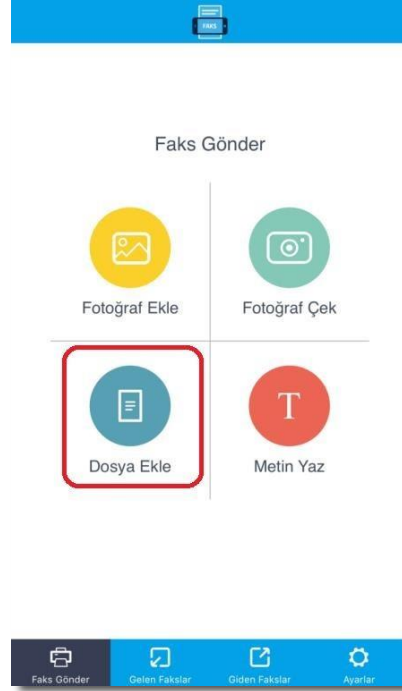 FAKS
Faks Gönder
Fotoğraf Ekle
Fotoğraf Çek
Dosya Ekle
T
Metin Yaz
Faks Gönder
Gelen Fakslar
Giden Fakslar
Ayarlar